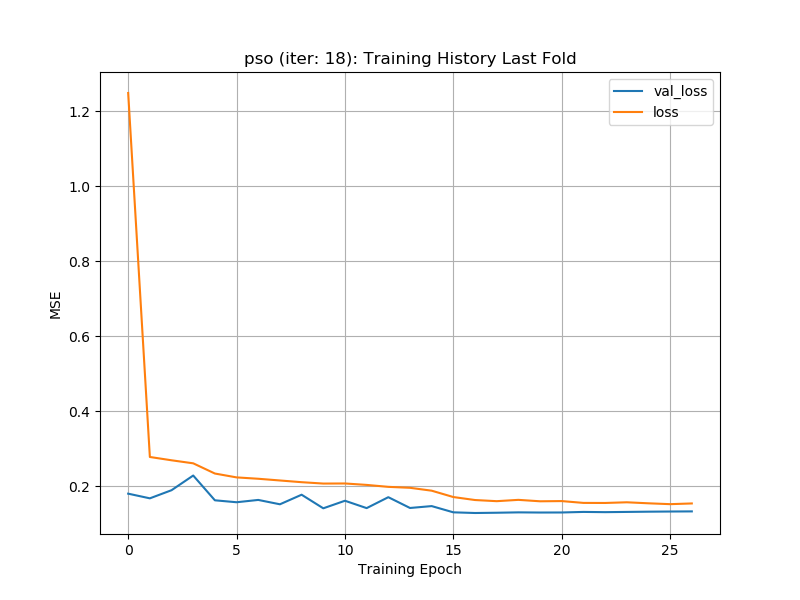 pso (iter: 18): Training History Last Fold
val_loss
loss
1.2
1.0
0.8
0.6
0.4
0.2
MSE
0 5 10 15 20 25
Training Epoch